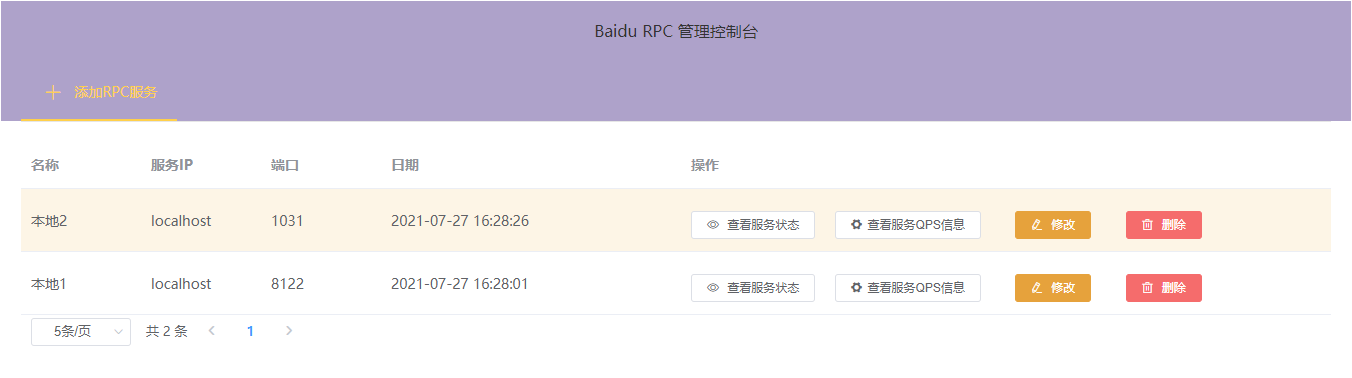 Baidu RPC 管理控制台
添加RPC服务
名称 服务IP 端口 日期 操作
本地2 localhost 1031 2021-07-27 16:28:26 查看服务状态 查看服务QPS信息 修改 删除
本地1 localhost 8122 2021-07-27 16:28:01 查看服务状态 查看服务QPS信息 修改 删除
5条/页 共 2 条 1